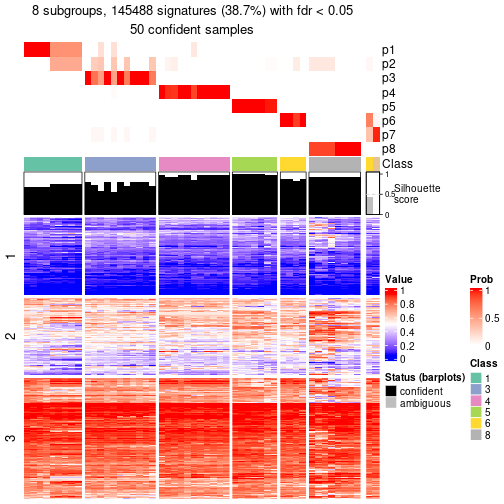 8 subgroups, 145488 signatures (38.7%) with fdr < 0.05
50 confident samples
p1
p2
p3
p4
p5
p6
p7
p8
Class
1
0.5
0
Silhouette
score
1
2
3
Value
1
0.8
0.6
0.4
0.2
0
Status (barplots)
confident
ambiguous
Prob
1
0.5
0
Class
1
3
4
5
6
8